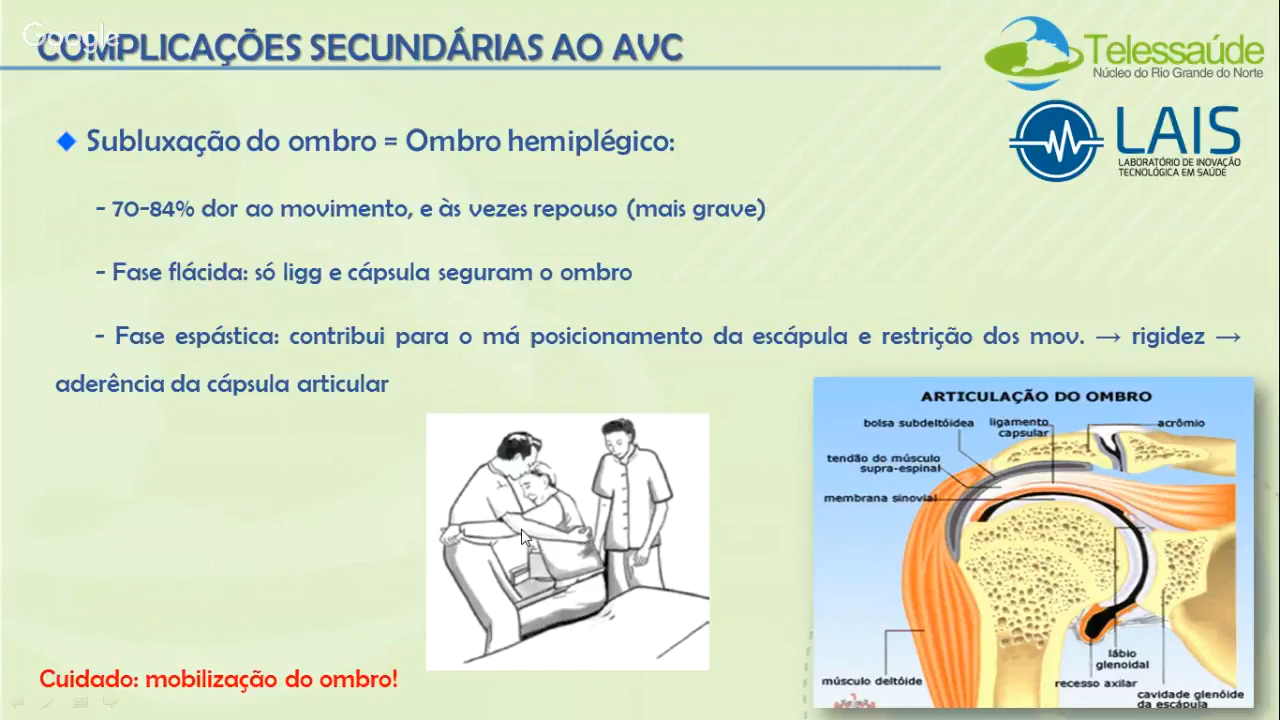 Google
COMPLICAÇÕES SECUNDÁRIAS AO AVC
Telessaúde
Núcleo do Rio Grande do Norte
LAIS
LABORATÓRIO DE INOVAÇÃO
TECNOLÓGICA EM SAÚDE
Subluxação do ombro = Ombro hemiplégico:
- 70-84% dor ao movimento, e às vezes repouso (mais grave)
- Fase flácida: só ligg e cápsula seguram o ombro
- Fase espástica: contribui para o má posicionamento da escápula e restrição dos mov. → rigidez →
aderência da cápsula articular
ARTICULAÇÃO DO OMBRO
bolsa subdeltóidea
ligamento
capsular
acrômio
tendão do músculo
supra-espinal
membrana sinovial
lábio
glenoidal
músculo deltóide
recesso axilar
cavidade glenóide
da escápula
Cuidado: mobilização do ombro!